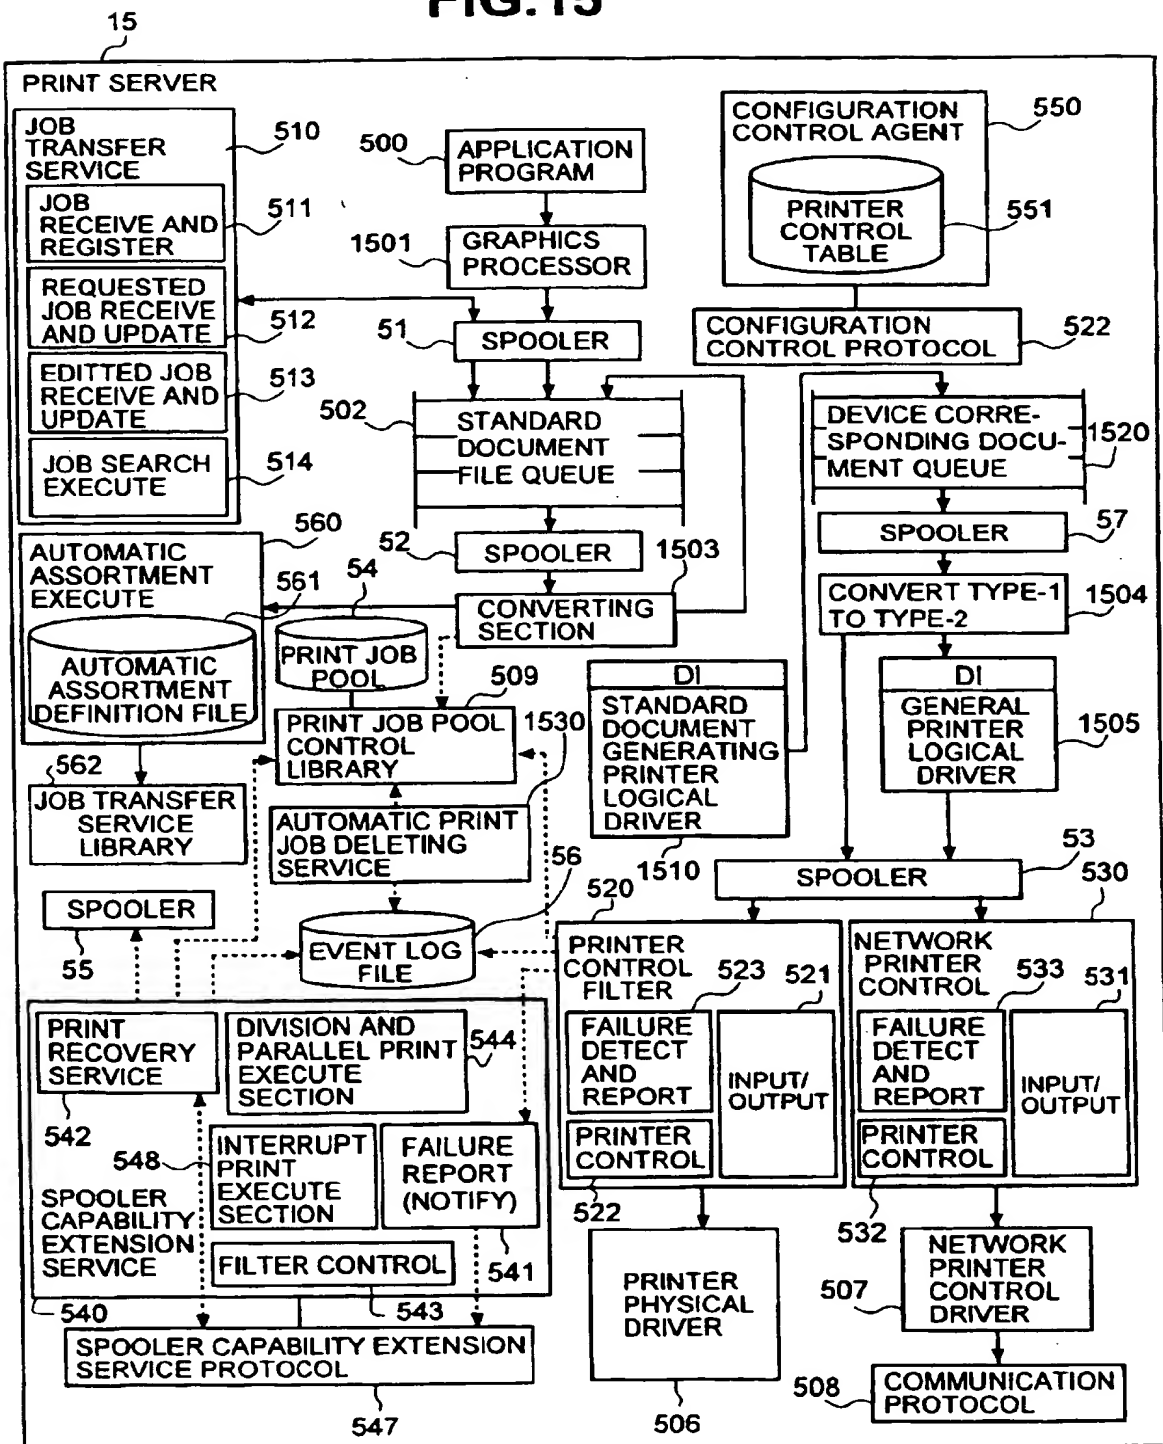 FIG.15
15
PRINT SERVER
JOB
TRANSFER
SERVICE
510
JOB
RECEIVE AND
REGISTER
511
REQUESTED
JOB RECEIVE
AND UPDATE
512
EDITTED JOB
RECEIVE AND
UPDATE
513
JOB SEARCH
EXECUTE
514
500
APPLICATION
PROGRAM
1501
GRAPHICS
PROCESSOR
51
SPOOLER
502
STANDARD
DOCUMENT
FILE QUEUE
52
SPOOLER
1503
CONVERTING
SECTION
CONFIGURATION
CONTROL AGENT
550
PRINTER
CONTROL
TABLE
551
CONFIGURATION
CONTROL PROTOCOL
522
DEVICE CORRE-
SPONDING DOCU-
MENT QUEUE
1520
SPOOLER
57
CONVERT TYPE-1
TO TYPE-2
1504
DI
GENERAL
PRINTER
LOGICAL
DRIVER
1505
560
AUTOMATIC
ASSORTMENT
EXECUTE
561
AUTOMATIC
ASSORTMENT
DEFINITION FILE
562
JOB TRANSFER
SERVICE
LIBRARY
54
PRINT JOB
POOL
509
PRINT JOB POOL
CONTROL
LIBRARY
1530
AUTOMATIC PRINT
JOB DELETING
SERVICE
56
EVENT LOG
FILE
DI
STANDARD
DOCUMENT
GENERATING
PRINTER
LOGICAL
DRIVER
1510
SPOOLER
53
SPOOLER
55
520
PRINTER
CONTROL
FILTER
523
521
FAILURE
DETECT
AND
REPORT
INPUT/
OUTPUT
PRINTER
CONTROL
522
530
NETWORK
PRINTER
CONTROL
533
531
FAILURE
DETECT
AND
REPORT
INPUT/
OUTPUT
PRINTER
CONTROL
532
PRINT
RECOVERY
SERVICE
542
DIVISION AND
PARALLEL PRINT
EXECUTE
SECTION
544
548
INTERRUPT
PRINT
EXECUTE
SECTION
FAILURE
REPORT
(NOTIFY)
541
SPOOLER
CAPABILITY
EXTENSION
SERVICE
FILTER CONTROL
540
543
SPOOLER CAPABILITY EXTENSION
SERVICE PROTOCOL
547
PRINTER
PHYSICAL
DRIVER
506
507
NETWORK
PRINTER
CONTROL
DRIVER
508
COMMUNICATION
PROTOCOL